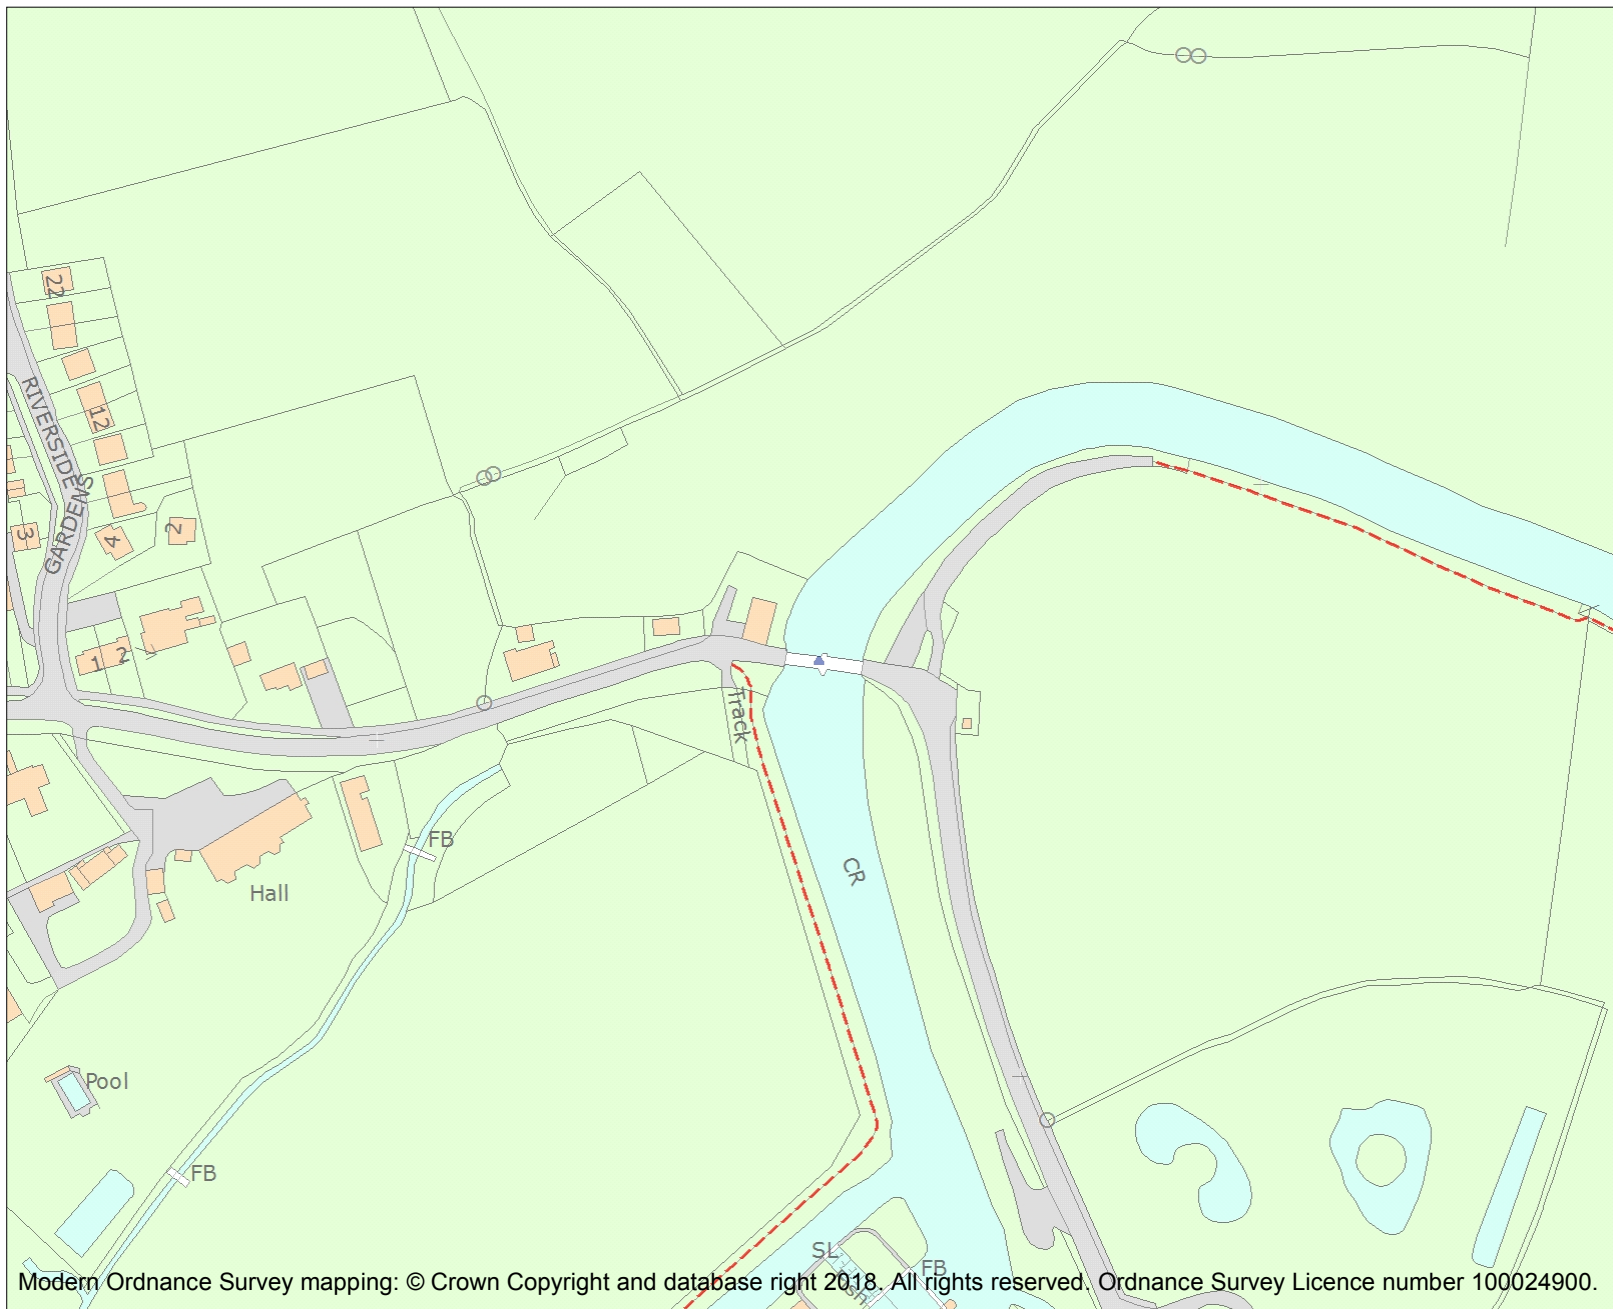 22
RIVERSIDE
12
GARDENS
3
4
2
1
2
Track
FB
CR
Hall
Pool
FB
SL
FB
Modern Ordnance Survey mapping: © Crown Copyright and database right 2018. All rights reserved. Ordnance Survey Licence number 100024900.